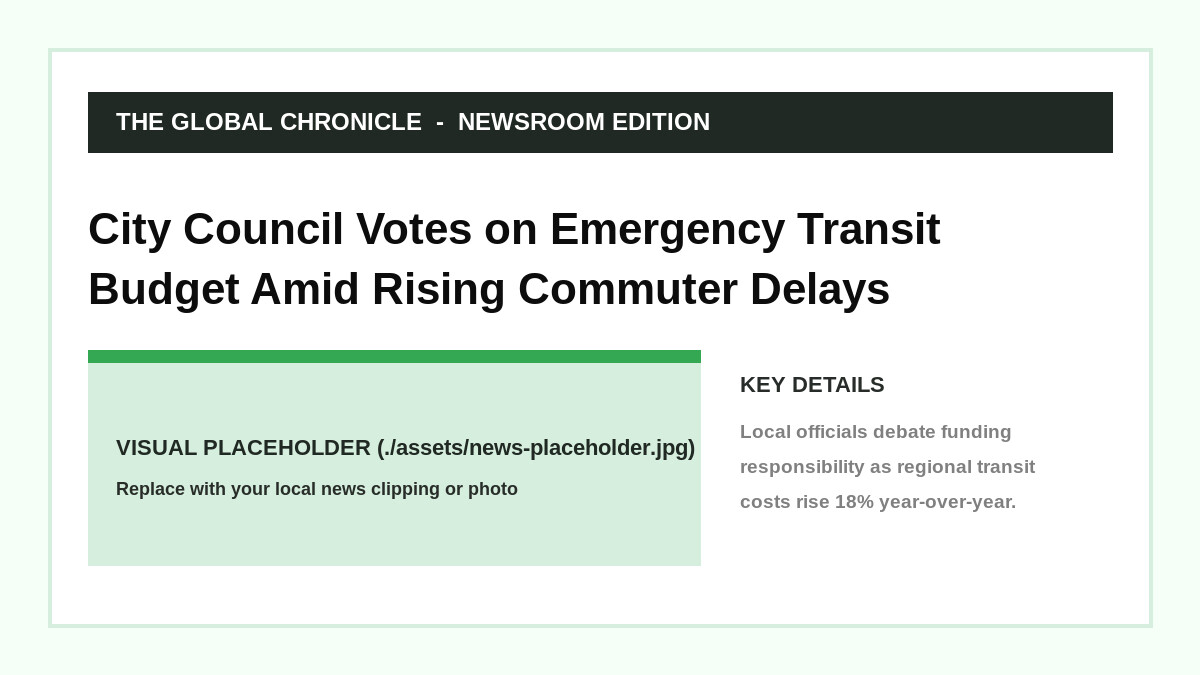 THE GLOBAL CHRONICLE - NEWSROOM EDITION
City Council Votes on Emergency Transit
Budget Amid Rising Commuter Delays
VISUAL PLACEHOLDER (./assets/news-placeholder.jpg)
Replace with your local news clipping or photo
KEY DETAILS
Local officials debate funding
responsibility as regional transit
costs rise 18% year-over-year.